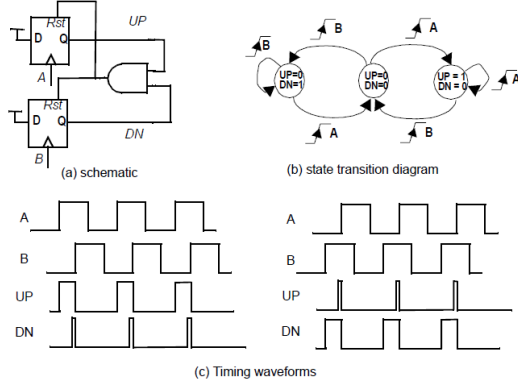 Rst
UP
D Q
A
Rst
D Q
DN
B
(a) schematic
B
B
A
UP=0
DN=1
UP=0
DN=0
UP = 1
DN = 0
A
A
B
(b) state transition diagram
A
B
UP
DN
A
B
UP
DN
(c) Timing waveforms